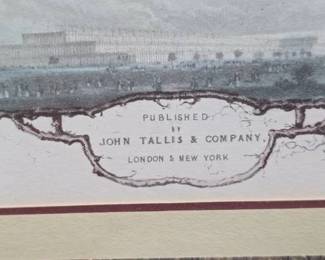 PUBLISHED
BY
JOHN TALLIS & COMPANY,
LONDON & NEW YORK